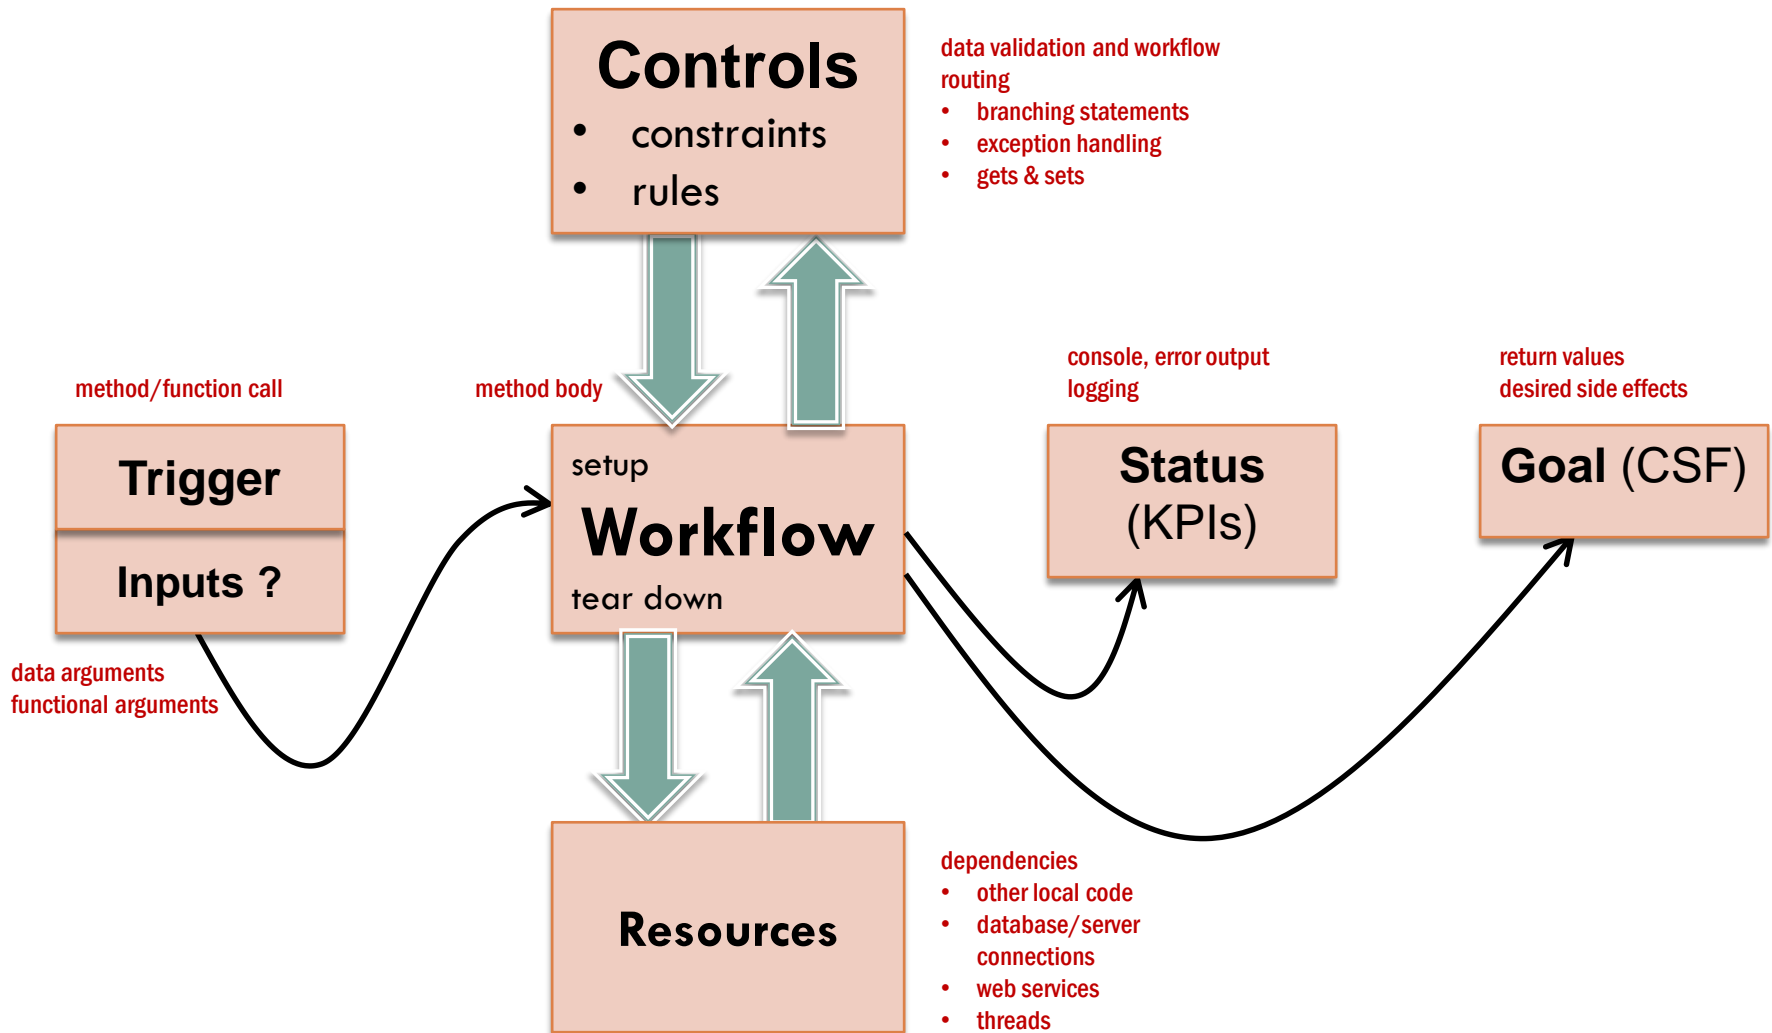 Controls
• constraints
• rules
data validation and workflow
routing
• branching statements
• exception handling
• gets & sets
method/function call
Trigger
Inputs ?
data arguments
functional arguments
method body
setup
Workflow
tear down
console, error output
logging
Status
(KPIs)
return values
desired side effects
Goal (CSF)
Resources
dependencies
• other local code
• database/server
connections
• web services
• threads